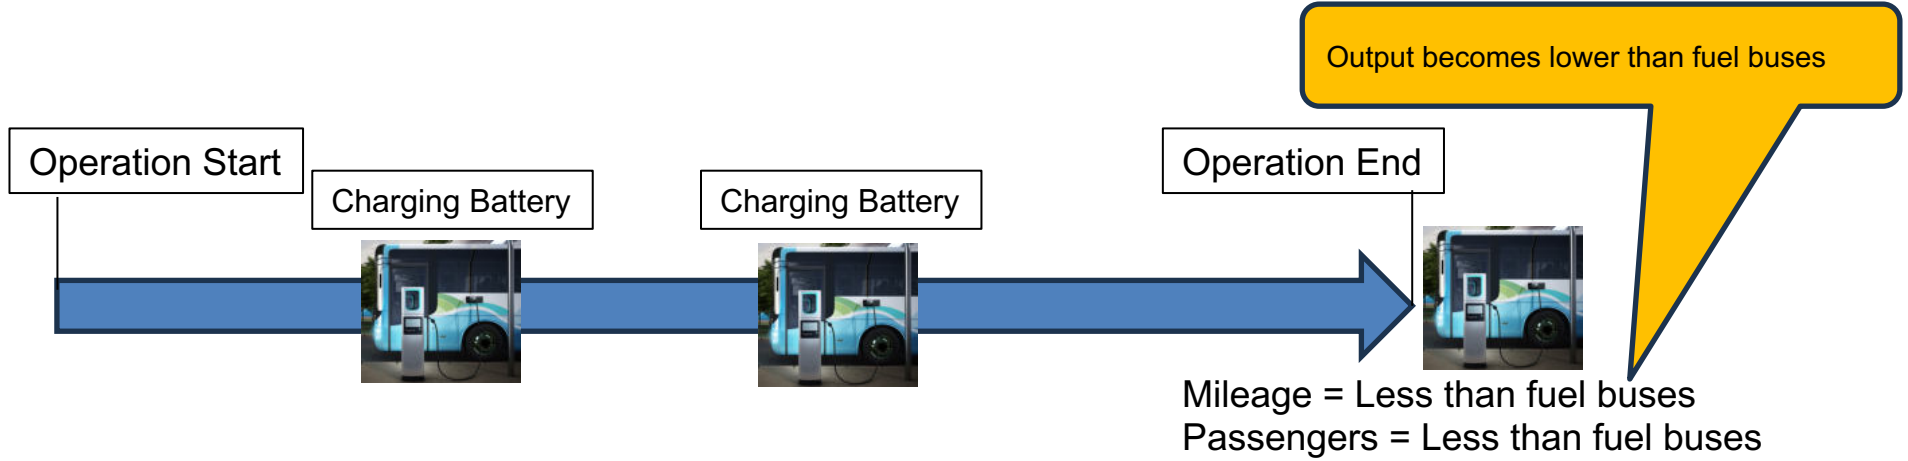 Output becomes lower than fuel buses
Operation Start
Charging Battery
Charging Battery
Operation End
Mileage = Less than fuel buses
Passengers = Less than fuel buses